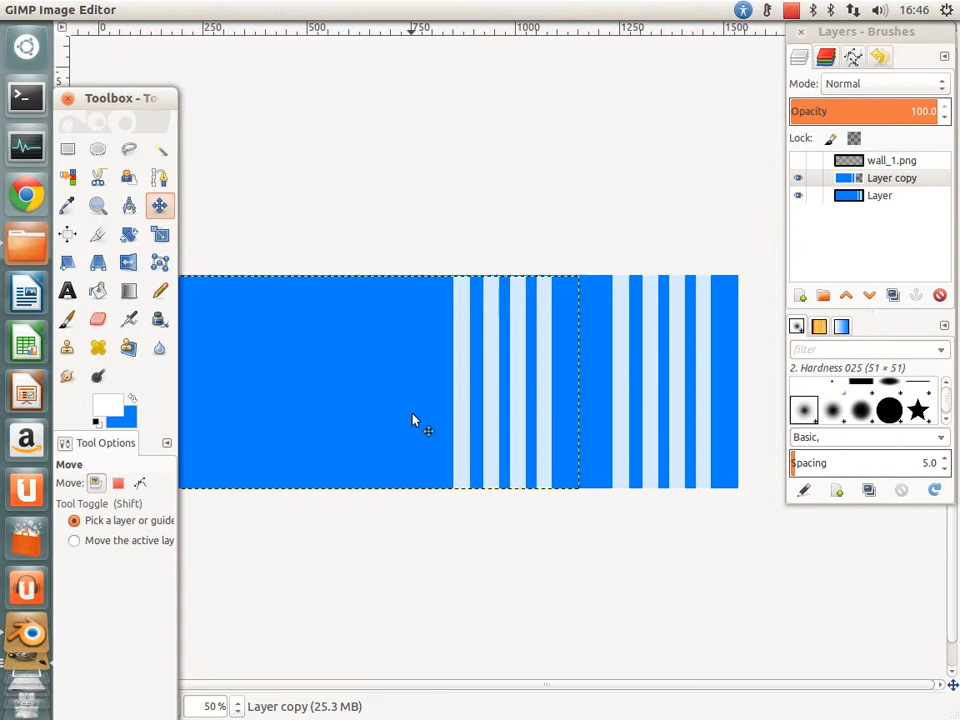 GIMP Image Editor
16:46
Layers - Brushes
250
500
750
1000
1250
1500
Toolbox - To
Mode: Normal
Opacity 100.0
Lock:
wall_1.png
Layer copy
Layer
filter
2. Hardness 025 (51 × 51)
Basic,
Spacing 5.0
Tool Options
Move
Move:
Tool Toggle (Shift)
Pick a layer or guide
Move the active lay
50 %
Layer copy (25.3 MB)